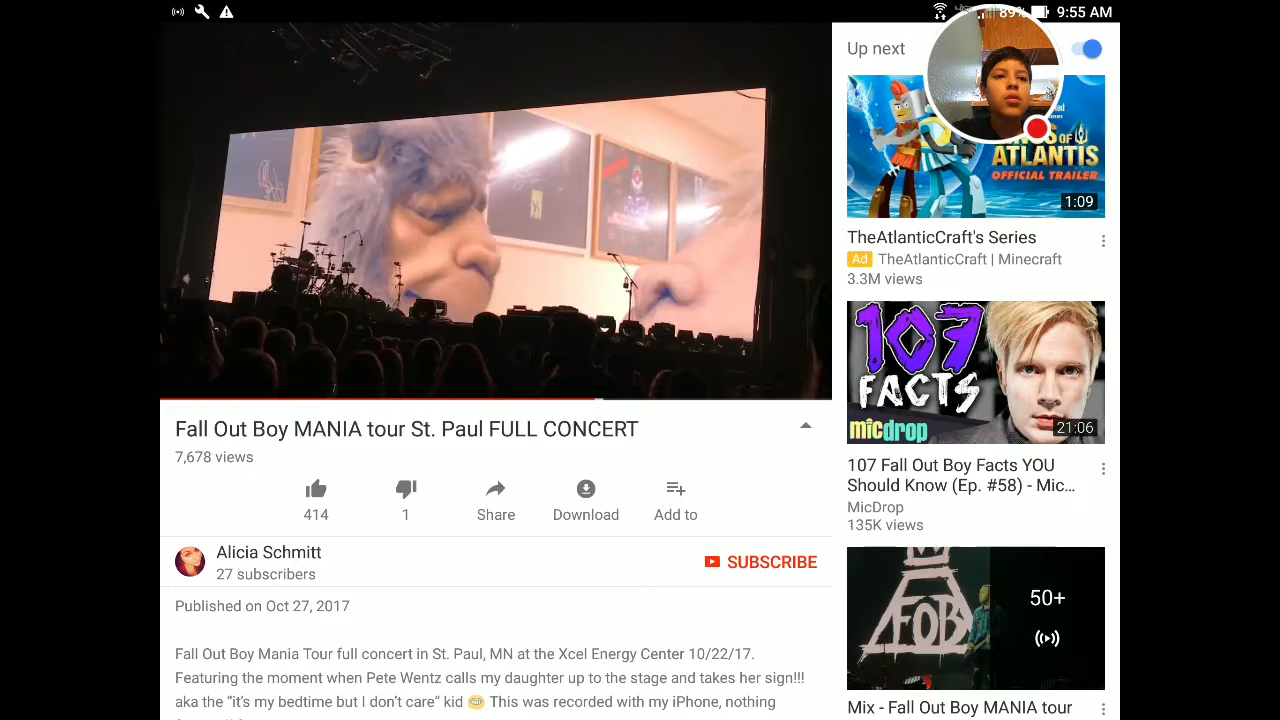 89% 9:55 AM
Up next
OF
ATLANTIS
OFFICIAL TRAILER
1:09
TheAtlanticCraft's Series
Ad TheAtlanticCraft | Minecraft
3.3M views
107
FACTS
micdrop
21:06
107 Fall Out Boy Facts YOU
Should Know (Ep. #58) - Mic...
MicDrop
135K views
FOB
50+
Mix - Fall Out Boy MANIA tour
Fall Out Boy MANIA tour St. Paul FULL CONCERT
7,678 views
414 1 Share Download Add to
Alicia Schmitt
27 subscribers
SUBSCRIBE
Published on Oct 27, 2017
Fall Out Boy Mania Tour full concert in St. Paul, MN at the Xcel Energy Center 10/22/17.
Featuring the moment when Pete Wentz calls my daughter up to the stage and takes her sign!!!
aka the “it's my bedtime but I don't care” kid 😁 This was recorded with my iPhone, nothing